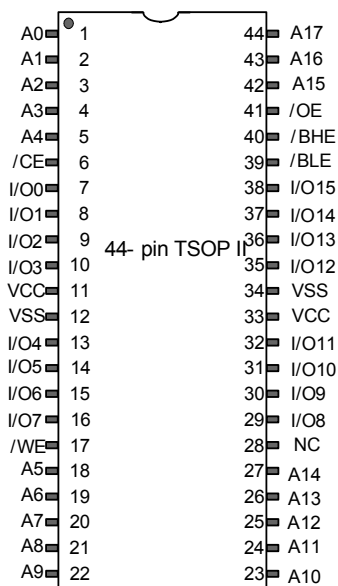 A0 1 44 A17
A1 2 43 A16
A2 3 42 A15
A3 4 41 /OE
A4 5 40 /BHE
/CE 6 39 /BLE
I/O0 7 38 I/O15
I/O1 8 37 I/O14
I/O2 9 44- pin TSOP II 36 I/O13
I/O3 10 35 I/O12
VCC 11 34 VSS
VSS 12 33 VCC
I/O4 13 32 I/O11
I/O5 14 31 I/O10
I/O6 15 30 I/O9
I/O7 16 29 I/O8
/WE 17 28 NC
A5 18 27 A14
A6 19 26 A13
A7 20 25 A12
A8 21 24 A11
A9 22 23 A10